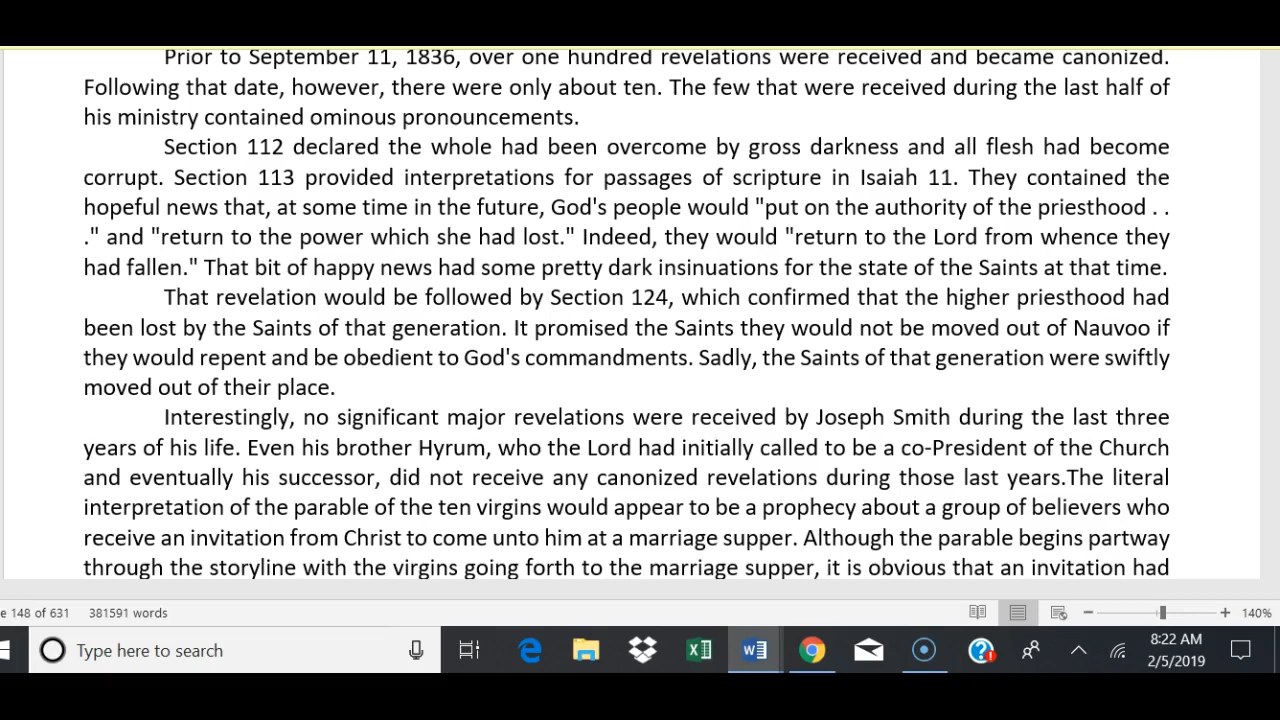 Prior to September 11, 1836, over one hundred revelations were received and became canonized.
Following that date, however, there were only about ten. The few that were received during the last half of
his ministry contained ominous pronouncements.
Section 112 declared the whole had been overcome by gross darkness and all flesh had become
corrupt. Section 113 provided interpretations for passages of scripture in Isaiah 11. They contained the
hopeful news that, at some time in the future, God's people would "put on the authority of the priesthood . .
." and "return to the power which she had lost." Indeed, they would "return to the Lord from whence they
had fallen." That bit of happy news had some pretty dark insinuations for the state of the Saints at that time.
That revelation would be followed by Section 124, which confirmed that the higher priesthood had
been lost by the Saints of that generation. It promised the Saints they would not be moved out of Nauvoo if
they would repent and be obedient to God's commandments. Sadly, the Saints of that generation were swiftly
moved out of their place.
Interestingly, no significant major revelations were received by Joseph Smith during the last three
years of his life. Even his brother Hyrum, who the Lord had initially called to be a co-President of the Church
and eventually his successor, did not receive any canonized revelations during those last years.The literal
interpretation of the parable of the ten virgins would appear to be a prophecy about a group of believers who
receive an invitation from Christ to come unto him at a marriage supper. Although the parable begins partway
through the storyline with the virgins going forth to the marriage supper, it is obvious that an invitation had
e 148 of 631 381591 words 140%
Type here to search
8:22 AM
2/5/2019